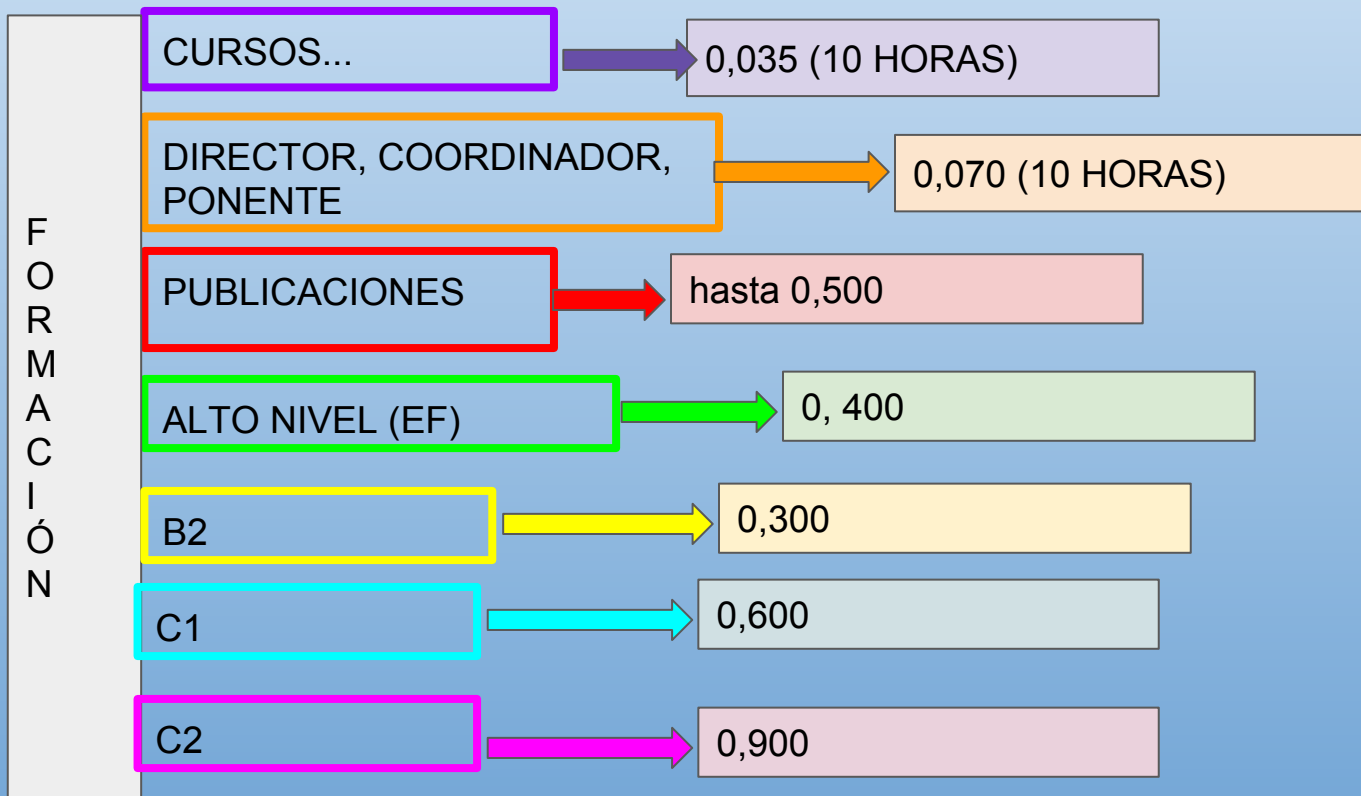 FORMACIÓN
CURSOS...
0,035 (10 HORAS)
DIRECTOR, COORDINADOR,
PONENTE
0,070 (10 HORAS)
PUBLICACIONES
hasta 0,500
ALTO NIVEL (EF)
0, 400
B2
0,300
C1
0,600
C2
0,900